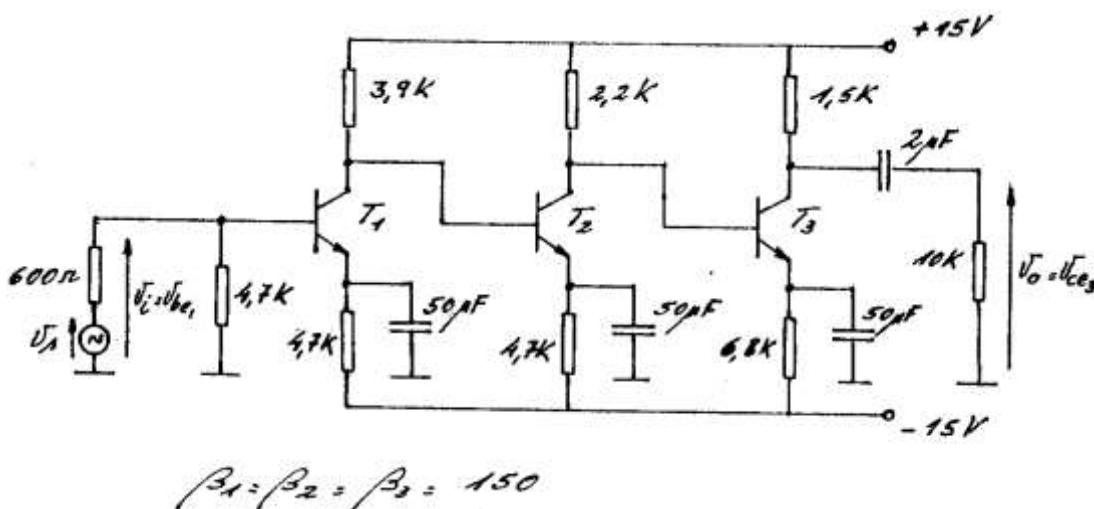 +15V
3,9K
2,2K
1,5K
2µF
T1
T2
T3
600Ω
vi=vbe1
4,7K
50µF
50µF
50µF
10K
vo=vce3
vs
4,7K
4,7K
6,8K
-15V
β1=β2=β3= 150